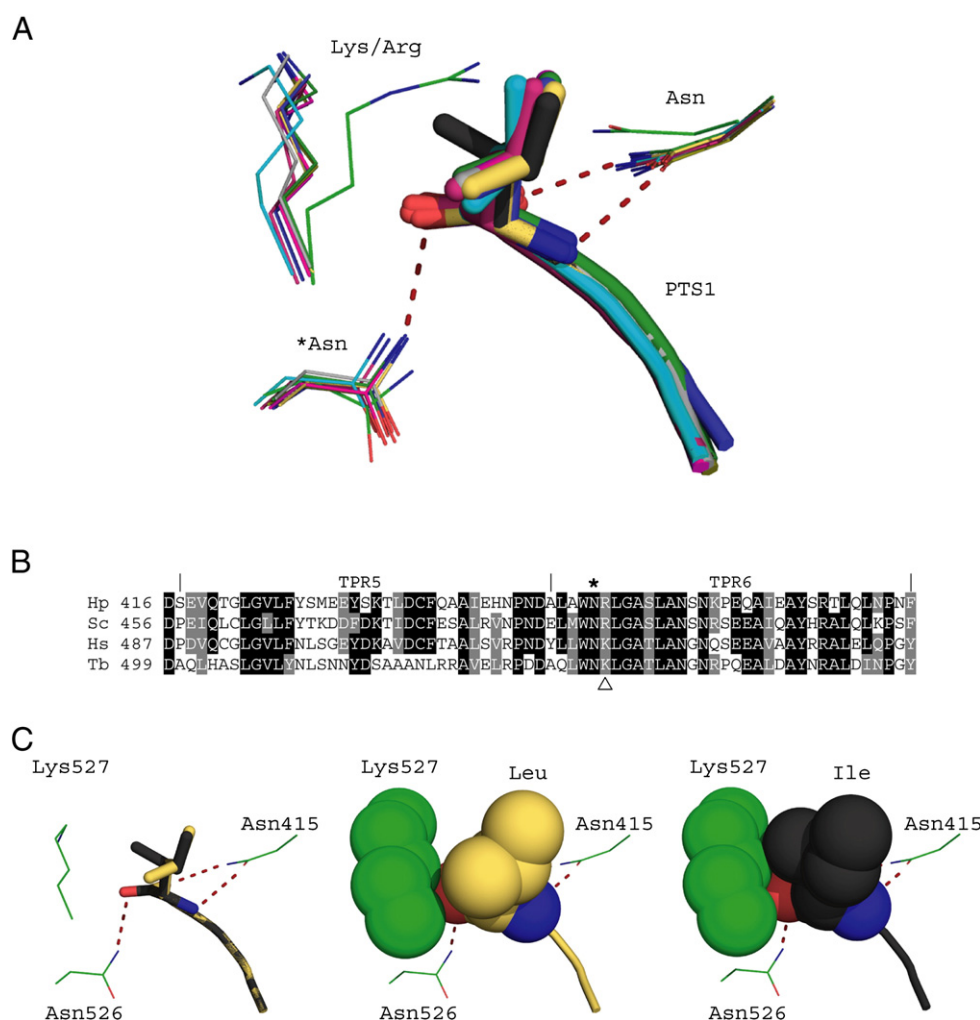 A
Lys/Arg
Asn
PTS1
*Asn
B
TPR5 * TPR6
Hp 416 DSEVQTGLGVLFYSMEEYSKTLDCFQAAIEHNPNDALAWNRLGASLANSNKPEQAIEAYSRTLQLNPNF
Sc 456 DPEIQLCLGLLFYTKDDFDKTIDCFESALRVNPNDELMWNRLGASLANSNRSEEAIQAYHRALQLKPSF
Hs 487 DPDVQCGLGVLFNLSGEYDKAVDCFTAALSVRPNDYLLWNKLGATLANGNQSEEAVAAYRRALELQPGY
Tb 499 DAQLHASLGVLYNLSNNYDSAAANLRRAVELRPDDAQLWNKLGATLANGNRPQEALDAYNRALDINPGY
C
Lys527
Asn415
Asn526
Lys527
Leu
Asn415
Asn526
Lys527
Ile
Asn415
Asn526